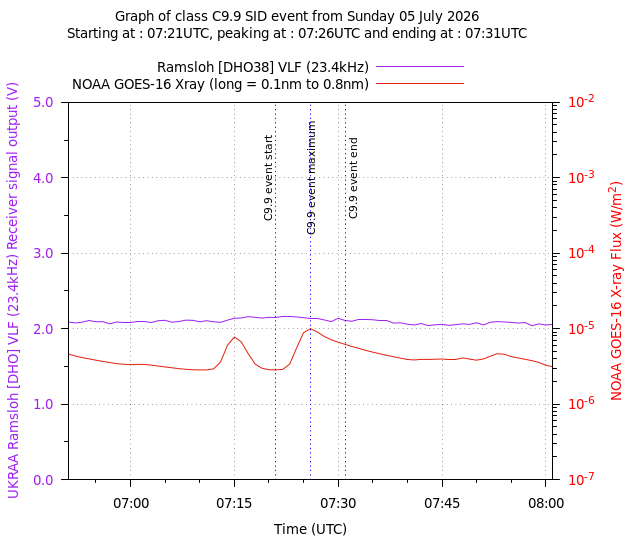 Graph of class C9.9 SID event from Sunday 05 July 2026
Starting at : 07:21UTC, peaking at : 07:26UTC and ending at : 07:31UTC
Ramsloh [DHO38] VLF (23.4kHz)
NOAA GOES-16 Xray (long = 0.1nm to 0.8nm)
UKRAA Ramsloh [DHO] VLF (23.4kHz) Receiver signal output (V)
5.0
4.0
3.0
2.0
1.0
0.0
C9.9 event start
C9.9 event maximum
C9.9 event end
10-2
10-3
10-4
10-5
10-6
10-7
NOAA GOES-16 X-ray Flux (W/m2)
07:00 07:15 07:30 07:45 08:00
Time (UTC)